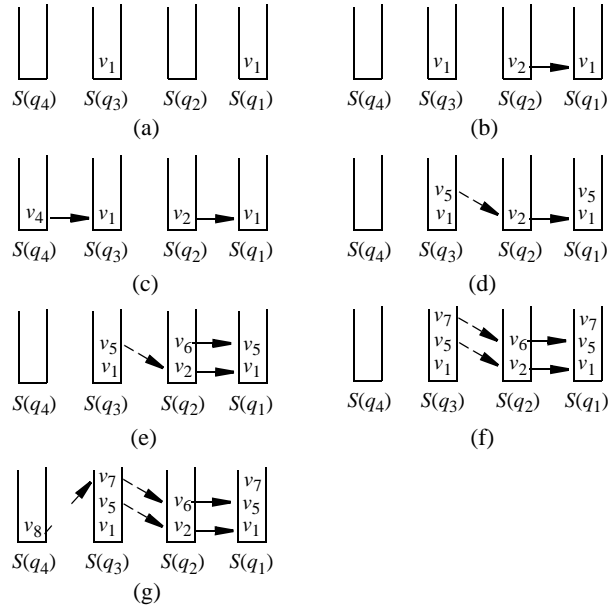 v1 v1 v2 v1
S(q4) S(q3) S(q2) S(q1) S(q4) S(q3) S(q2) S(q1)
(a) (b)
v4 v1 v2 v1 v5 v1 v2 v5 v1
S(q4) S(q3) S(q2) S(q1) S(q4) S(q3) S(q2) S(q1)
(c) (d)
v5 v1 v6 v2 v5 v1 v7 v5 v1 v6 v2 v7 v5 v1
S(q4) S(q3) S(q2) S(q1) S(q4) S(q3) S(q2) S(q1)
(e) (f)
v8 v7 v5 v1 v6 v2 v7 v5 v1
S(q4) S(q3) S(q2) S(q1)
(g)